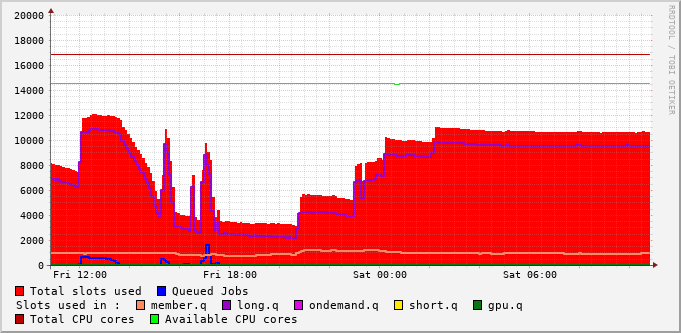 20000
18000
16000
14000
12000
10000
8000
6000
4000
2000
0
Fri 12:00 Fri 18:00 Sat 00:00 Sat 06:00
RRDTOOL / TOBI OETIKER
Total slots used Queued Jobs
Slots used in : member.q long.q ondemand.q short.q gpu.q
Total CPU cores Available CPU cores